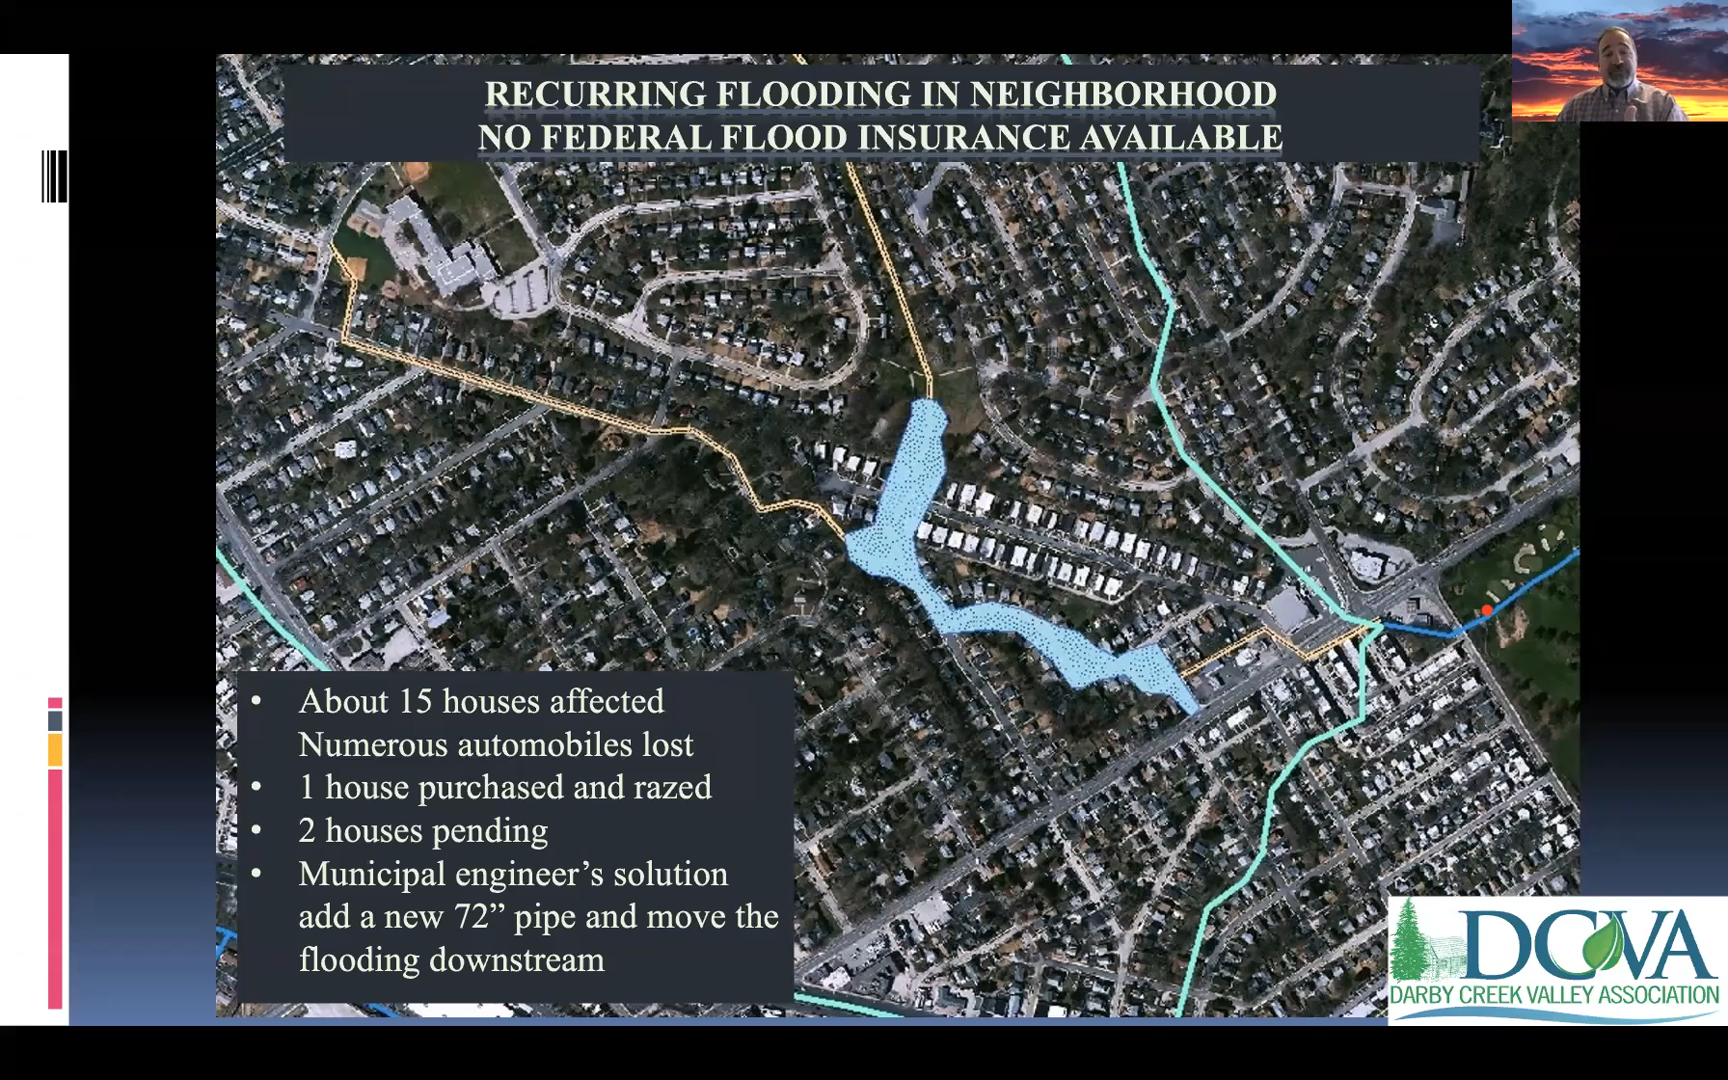 RECURRING FLOODING IN NEIGHBORHOOD
NO FEDERAL FLOOD INSURANCE AVAILABLE
• About 15 houses affected
Numerous automobiles lost
• 1 house purchased and razed
• 2 houses pending
• Municipal engineer’s solution
add a new 72” pipe and move the
flooding downstream
DCVA
DARBY CREEK VALLEY ASSOCIATION